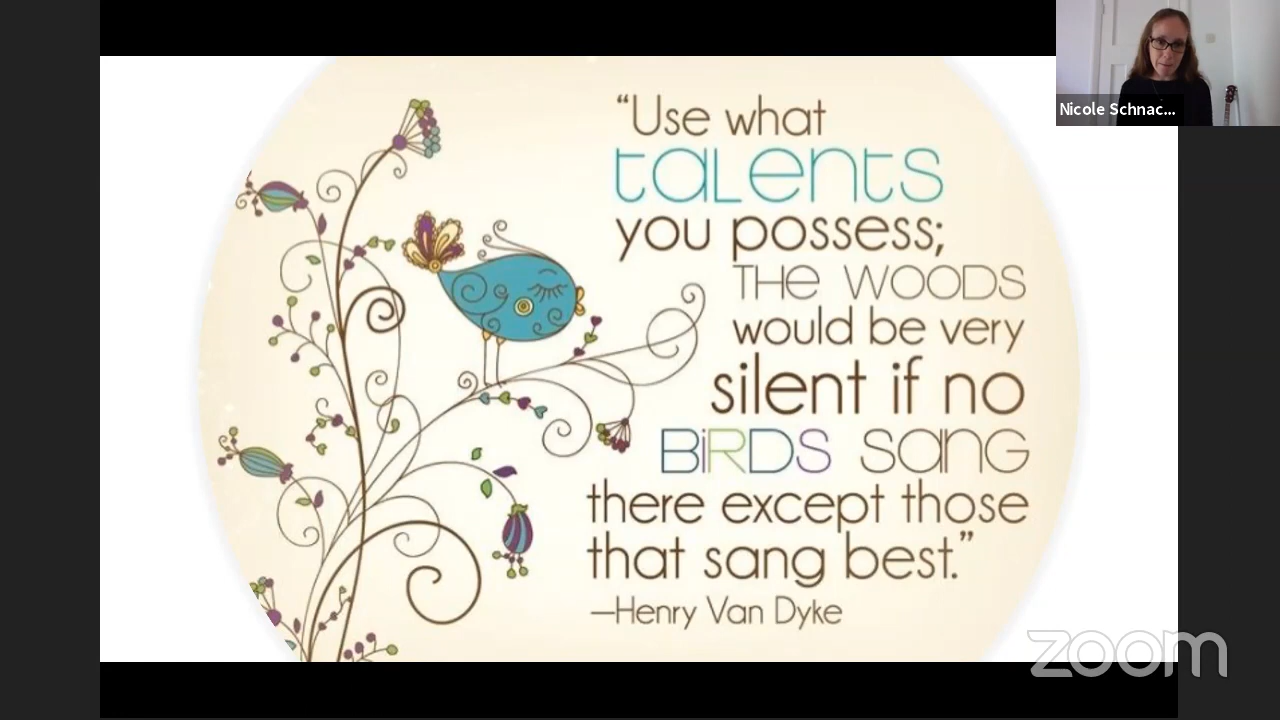 Nicole Schnac...
“Use what
talents
you possess;
THE WOODS
would be very
silent if no
BiRDS sang
there except those
that sang best.”
—Henry Van Dyke
zoom